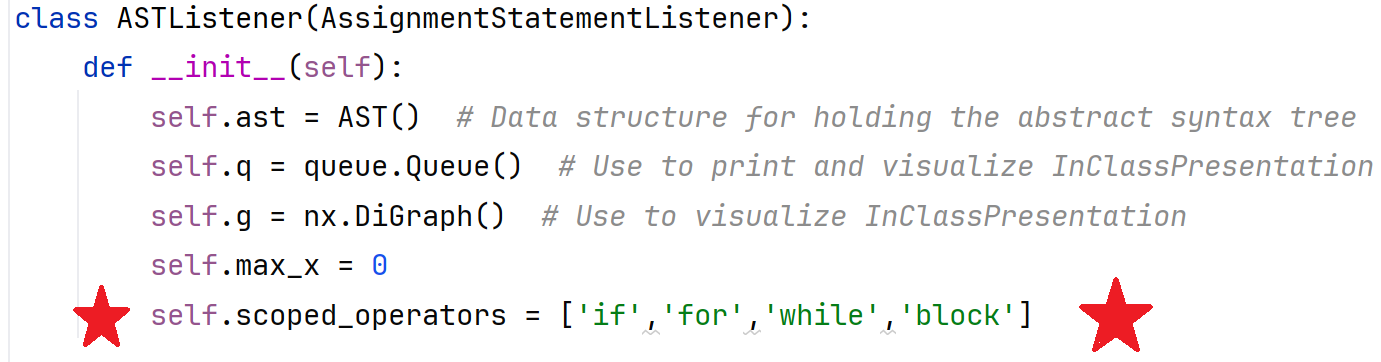 class ASTListener(AssignmentStatementListener):
def __init__(self):
self.ast = AST()  # Data structure for holding the abstract syntax tree
self.q = queue.Queue()  # Use to print and visualize InClassPresentation
self.g = nx.DiGraph()  # Use to visualize InClassPresentation
self.max_x = 0
self.scoped_operators = ['if','for','while','block']